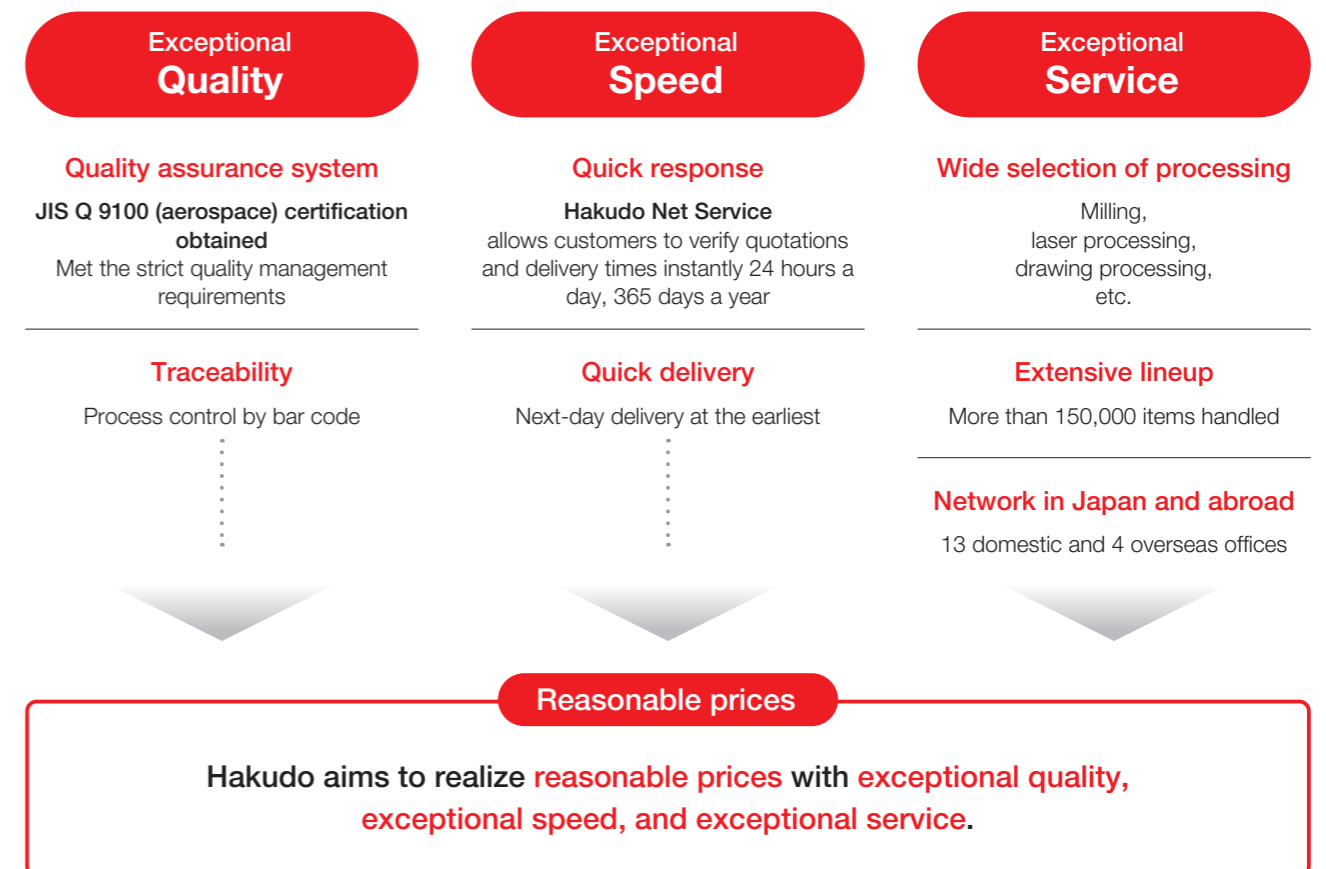 Exceptional
Quality
Quality assurance system
JIS Q 9100 (aerospace) certification
obtained
Met the strict quality management
requirements
Traceability
Process control by bar code
Exceptional
Speed
Quick response
Hakudo Net Service
allows customers to verify quotations
and delivery times instantly 24 hours a
day, 365 days a year
Quick delivery
Next-day delivery at the earliest
Exceptional
Service
Wide selection of processing
Milling,
laser processing,
drawing processing,
etc.
Extensive lineup
More than 150,000 items handled
Network in Japan and abroad
13 domestic and 4 overseas offices
Reasonable prices
Hakudo aims to realize reasonable prices with exceptional quality,
exceptional speed, and exceptional service.